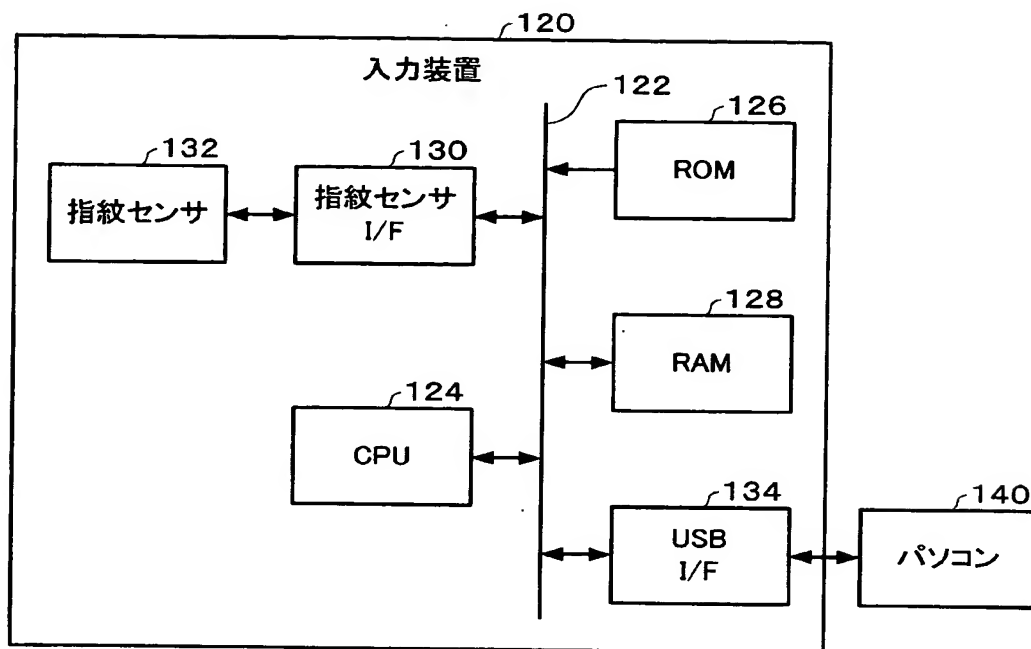 120
入力装置
122
126
ROM
132
指紋センサ
130
指紋センサ
I/F
128
RAM
124
CPU
134
USB
I/F
140
パソコン